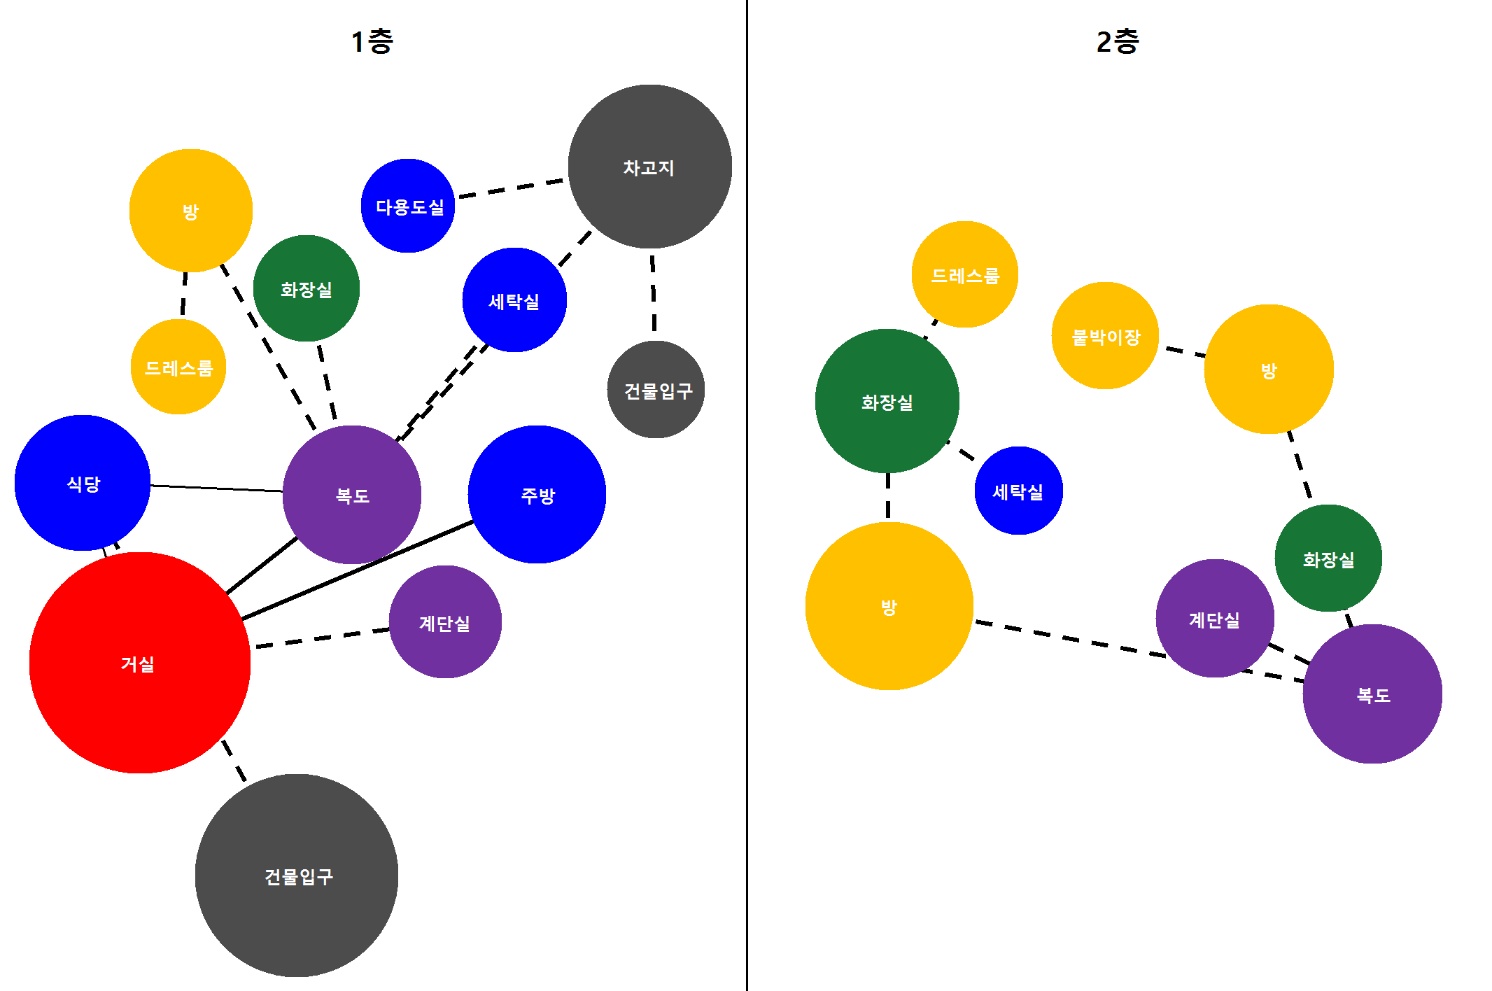 1층
차고지
다용도실
방
화장실
세탁실
드레스룸
건물입구
식당
복도
주방
계단실
거실
건물입구
2층
드레스룸
붙박이장
방
화장실
세탁실
화장실
방
계단실
복도